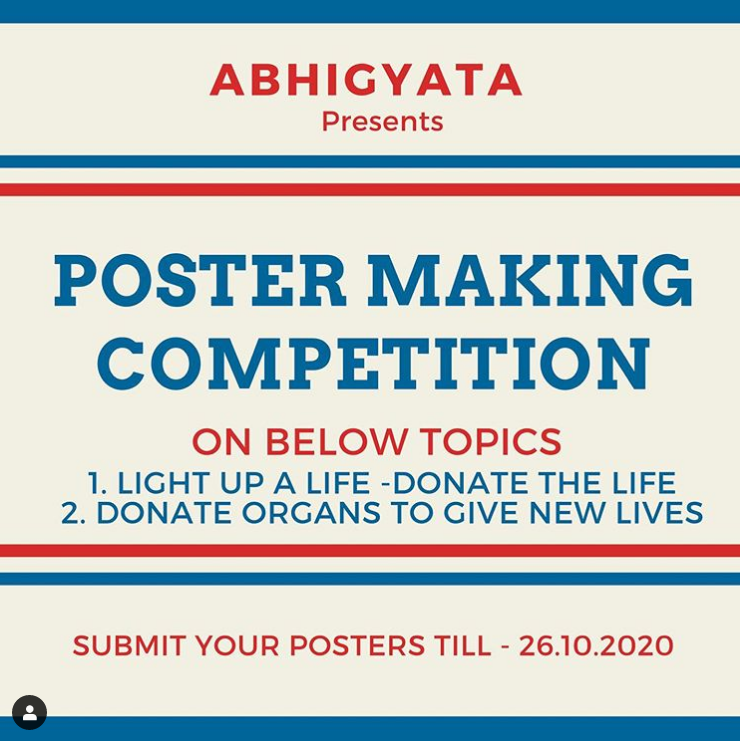 ABHIGYATA
Presents
POSTER MAKING
COMPETITION
ON BELOW TOPICS
1. LIGHT UP A LIFE -DONATE THE LIFE
2. DONATE ORGANS TO GIVE NEW LIVES
SUBMIT YOUR POSTERS TILL - 26.10.2020